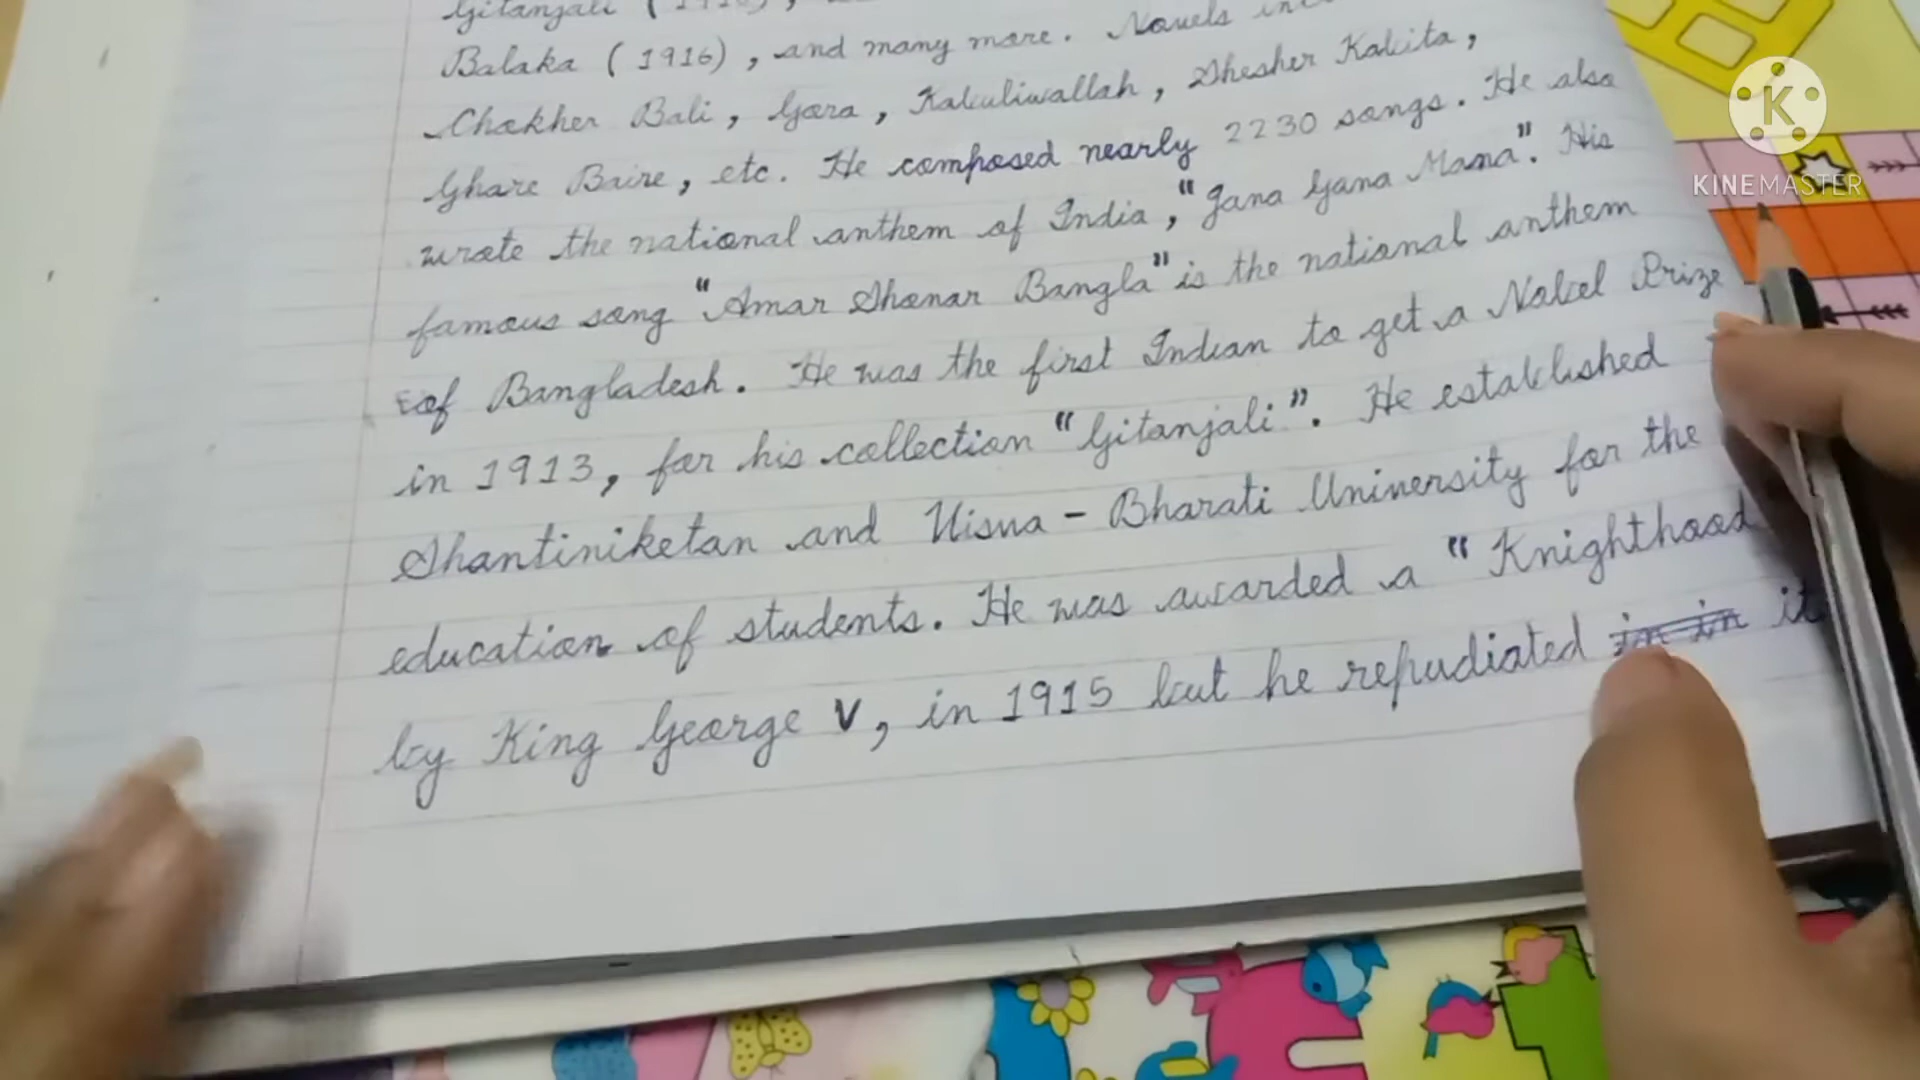 Gitanjali (1910),
Balaka (1916), and many more. Novels
Chokher Bali, Gora, Kabuliwallah, Shesher Kabita,
Ghare Baire, etc. He composed nearly 2230 songs. He also
wrote the national anthem of India, "Jana Gana Mana". His
famous song "Amar Shonar Bangla" is the national anthem
of Bangladesh. He was the first Indian to get a Nobel Prize
in 1913, for his collection "Gitanjali". He established
Shantiniketan and Visva-Bharati University for the
education of students. He was awarded a "Knighthood
by King George V, in 1915 but he repudiated in in it
KINEMASTER